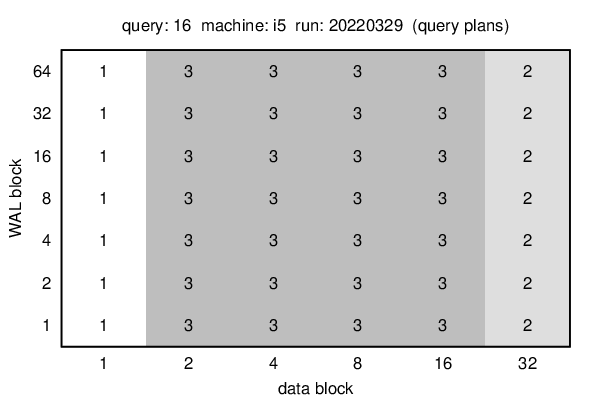 query: 16 machine: i5 run: 20220329 (query plans)
64 1 3 3 3 3 2
32 1 3 3 3 3 2
16 1 3 3 3 3 2
8 1 3 3 3 3 2
4 1 3 3 3 3 2
2 1 3 3 3 3 2
1 1 3 3 3 3 2
WAL block
1 2 4 8 16 32
data block